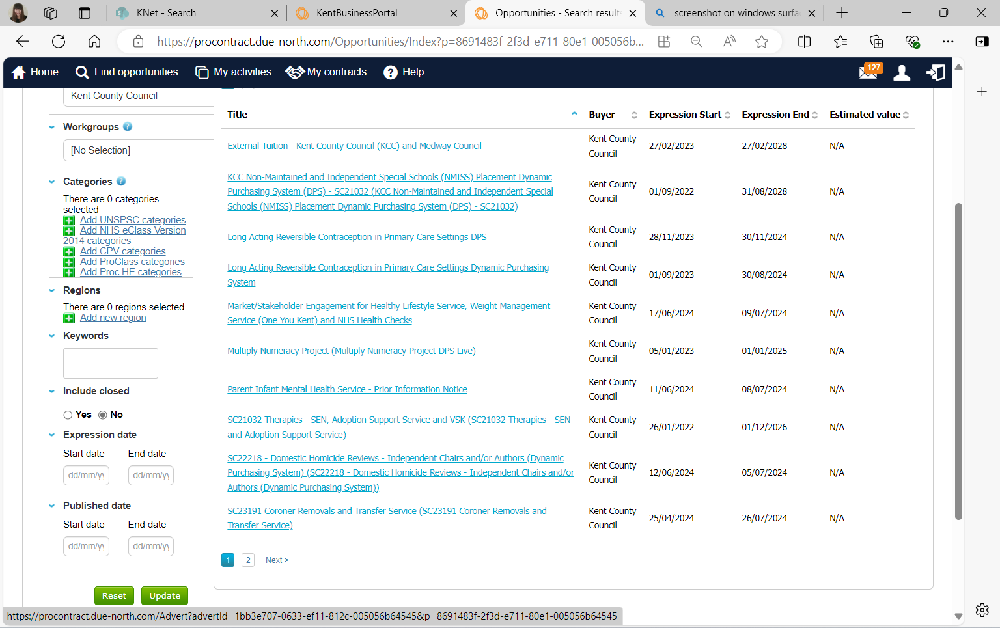 KNet - Search
KentBusinessPortal
Opportunities - Search results
screenshot on windows surfa
https://procontract.due-north.com/Opportunities/Index?p=8691483f-2f3d-e711-80e1-005056b...
Home
Find opportunities
My activities
My contracts
Help
127
Kent County Council
Workgroups
[No Selection]
Categories
There are 0 categories
selected
Add UNSPSC categories
Add NHS eClass Version
2014 categories
Add CPV categories
Add ProClass categories
Add Proc HE categories
Regions
There are 0 regions selected
Add new region
Keywords
Include closed
Yes No
Expression date
Start date End date
dd/mm/yy dd/mm/yy
Published date
Start date End date
dd/mm/yy dd/mm/yy
Reset Update
Title Buyer Expression Start Expression End Estimated value
External Tuition - Kent County Council (KCC) and Medway Council
Kent County
Council
27/02/2023 27/02/2028 N/A
KCC Non-Maintained and Independent Special Schools (NMISS) Placement Dynamic
Purchasing System (DPS) - SC21032 (KCC Non-Maintained and Independent Special
Schools (NMISS) Placement Dynamic Purchasing System (DPS) - SC21032)
Kent County
Council
01/09/2022 31/08/2028 N/A
Long Acting Reversible Contraception in Primary Care Settings DPS
Kent County
Council
28/11/2023 30/11/2024 N/A
Long Acting Reversible Contraception in Primary Care Settings Dynamic Purchasing
System
Kent County
Council
01/09/2023 30/08/2024 N/A
Market/Stakeholder Engagement for Healthy Lifestyle Service, Weight Management
Service (One You Kent) and NHS Health Checks
Kent County
Council
17/06/2024 09/07/2024 N/A
Multiply Numeracy Project (Multiply Numeracy Project DPS Live)
Kent County
Council
05/01/2023 01/01/2025 N/A
Parent Infant Mental Health Service - Prior Information Notice
Kent County
Council
11/06/2024 08/07/2024 N/A
SC21032 Therapies - SEN, Adoption Support Service and VSK (SC21032 Therapies - SEN
and Adoption Support Service)
Kent County
Council
26/01/2022 01/12/2026 N/A
SC22218 - Domestic Homicide Reviews - Independent Chairs and/or Authors (Dynamic
Purchasing System) (SC22218 - Domestic Homicide Reviews - Independent Chairs and/or
Authors (Dynamic Purchasing System))
Kent County
Council
12/06/2024 05/07/2024 N/A
SC23191 Coroner Removals and Transfer Service (SC23191 Coroner Removals and
Transfer Service)
Kent County
Council
25/04/2024 26/07/2024 N/A
1 2 Next >
https://procontract.due-north.com/Advert?advertId=1bb3e707-0633-ef11-812c-005056b64545&p=8691483f-2f3d-e711-80e1-005056b64545